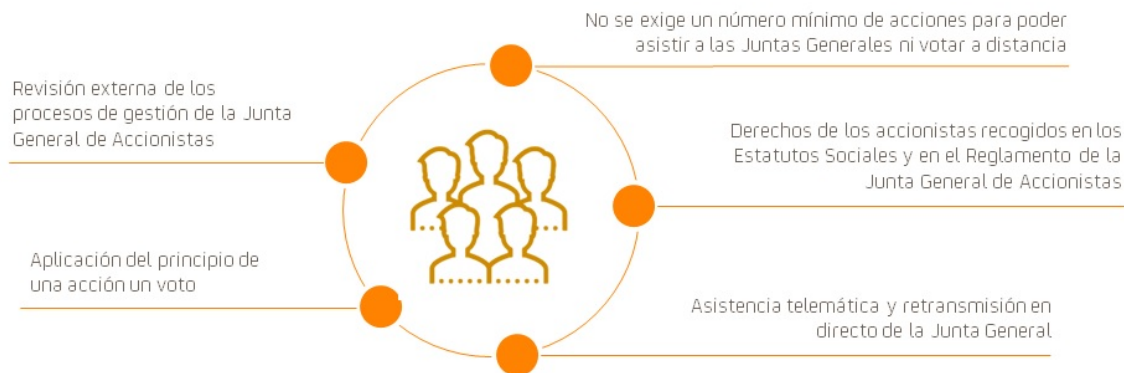 No se exige un número mínimo de acciones para poder
asistir a las Juntas Generales ni votar a distancia
Revisión externa de los
procesos de gestión de la Junta
General de Accionistas
Derechos de los accionistas recogidos en los
Estatutos Sociales y en el Reglamento de la
Junta General de Accionistas
Aplicación del principio de
una acción un voto
Asistencia telemática y retransmisión en
directo de la Junta General